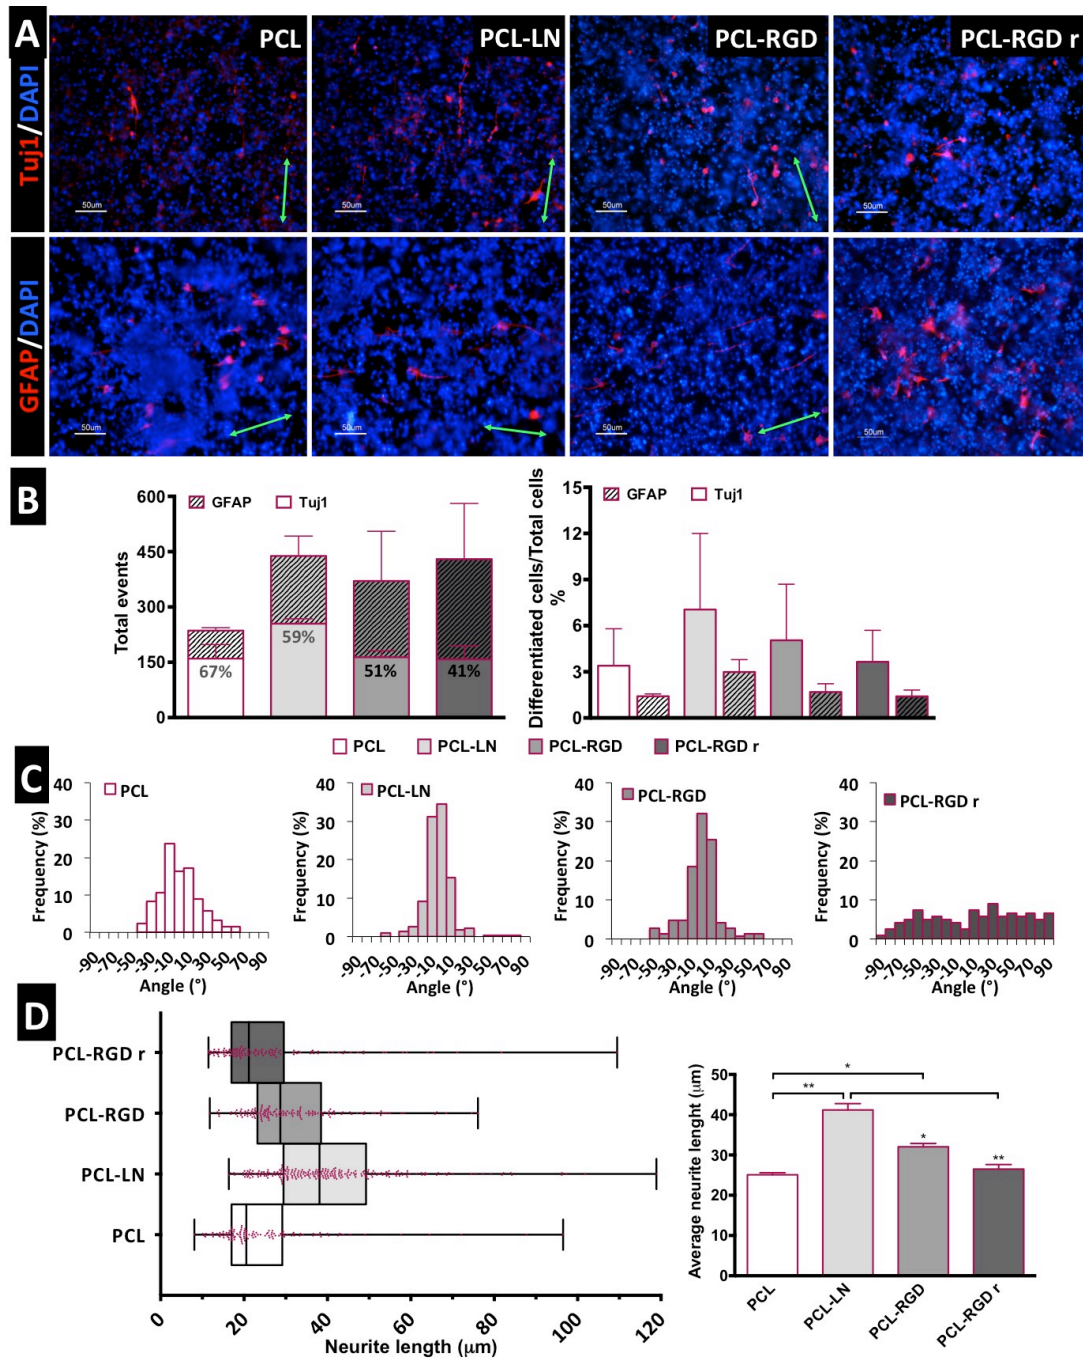 A
PCL
PCL-LN
PCL-RGD
PCL-RGD r
Tuj1/DAPI
50um
50um
50um
50um
GFAP/DAPI
50um
50um
50um
50um
B
GFAP Tuj1
Total events
600
450
300
150
0
67%
59%
51%
41%
GFAP Tuj1
Differentiated cells/Total cells
%
15
12
9
6
3
0
PCL PCL-LN PCL-RGD PCL-RGD r
C
PCL
Frequency (%)
40
30
20
10
0
-90 -70 -50 -30 -10 10 30 50 70 90
Angle (°)
PCL-LN
Frequency (%)
40
30
20
10
0
-90 -70 -50 -30 -10 10 30 50 70 90
Angle (°)
PCL-RGD
Frequency (%)
40
30
20
10
0
-90 -70 -50 -30 -10 10 30 50 70 90
Angle (°)
PCL-RGD r
Frequency (%)
40
30
20
10
0
-90 -70 -50 -30 -10 10 30 50 70 90
Angle (°)
D
PCL-RGD r
PCL-RGD
PCL-LN
PCL
0 20 40 60 80 100 120
Neurite length (μm)
Average neurite lenght (μm)
50
40
30
20
10
0
*
**
*
**
PCL
PCL-LN
PCL-RGD
PCL-RGD r